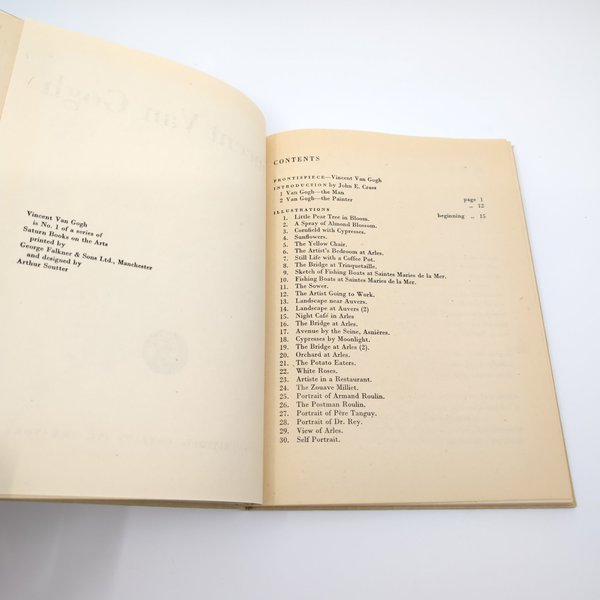 Vincent Van Gogh
is No. 1 of a series of
Saturn Books on the Arts
printed by
George Falkner & Sons Ltd., Manchester
and designed by
Arthur Soutter
CONTENTS
FRONTISPIECE—Vincent Van Gogh
INTRODUCTION by John E. Cross
1 Van Gogh—the Man page 1
2 Van Gogh—the Painter „ 12
ILLUSTRATIONS beginning „ 15
1. Little Pear Tree in Bloom.
2. A Spray of Almond Blossom.
3. Cornfield with Cypresses.
4. Sunflowers.
5. The Yellow Chair.
6. The Artist's Bedroom at Arles.
7. Still Life with a Coffee Pot.
8. The Bridge at Trinquetaille.
9. Sketch of Fishing Boats at Saintes Maries de la Mer.
10. Fishing Boats at Saintes Maries de la Mer.
11. The Sower.
12. The Artist Going to Work.
13. Landscape near Auvers.
14. Landscape at Auvers (2)
15. Night Café in Arles
16. The Bridge at Arles.
17. Avenue by the Seine, Asnières.
18. Cypresses by Moonlight.
19. The Bridge at Arles (2).
20. Orchard at Arles.
21. The Potato Eaters.
22. White Roses.
23. Artiste in a Restaurant.
24. The Zouave Milliet.
25. Portrait of Armand Roulin.
26. The Postman Roulin.
27. Portrait of Père Tanguy.
28. Portrait of Dr. Rey.
29. View of Arles.
30. Self Portrait.